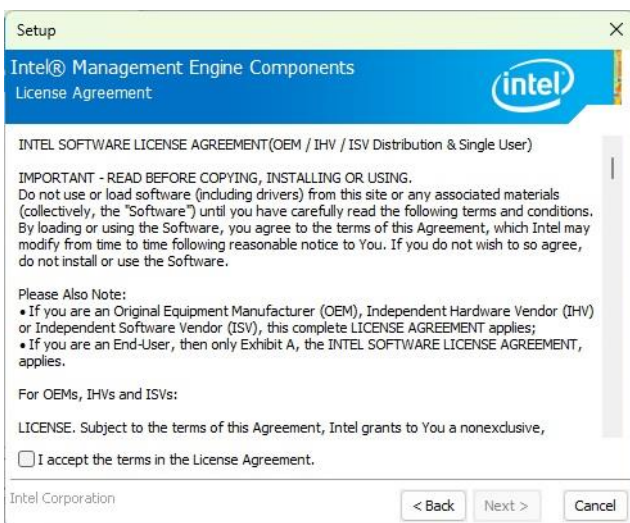 Setup
Intel® Management Engine Components
License Agreement
intel
INTEL SOFTWARE LICENSE AGREEMENT(OEM / IHV / ISV Distribution & Single User)
IMPORTANT - READ BEFORE COPYING, INSTALLING OR USING.
Do not use or load software (including drivers) from this site or any associated materials
(collectively, the "Software") until you have carefully read the following terms and conditions.
By loading or using the Software, you agree to the terms of this Agreement, which Intel may
modify from time to time following reasonable notice to You. If you do not wish to so agree,
do not install or use the Software.
Please Also Note:
• If you are an Original Equipment Manufacturer (OEM), Independent Hardware Vendor (IHV)
or Independent Software Vendor (ISV), this complete LICENSE AGREEMENT applies;
• If you are an End-User, then only Exhibit A, the INTEL SOFTWARE LICENSE AGREEMENT,
applies.
For OEMs, IHVs and ISVs:
LICENSE. Subject to the terms of this Agreement, Intel grants to You a nonexclusive,
I accept the terms in the License Agreement.
Intel Corporation
< Back Next > Cancel